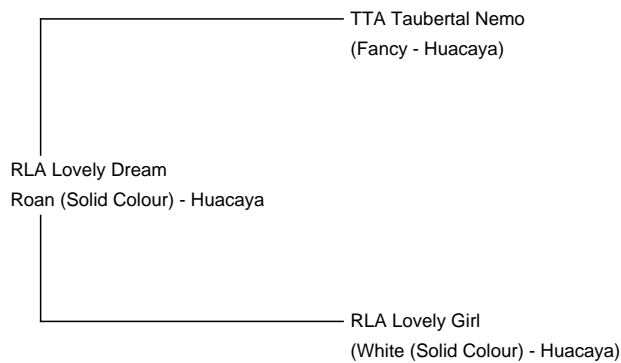 TTA Taubertal Nemo
(Fancy - Huacaya)
RLA Lovely Dream
Roan (Solid Colour) - Huacaya
RLA Lovely Girl
(White (Solid Colour) - Huacaya)